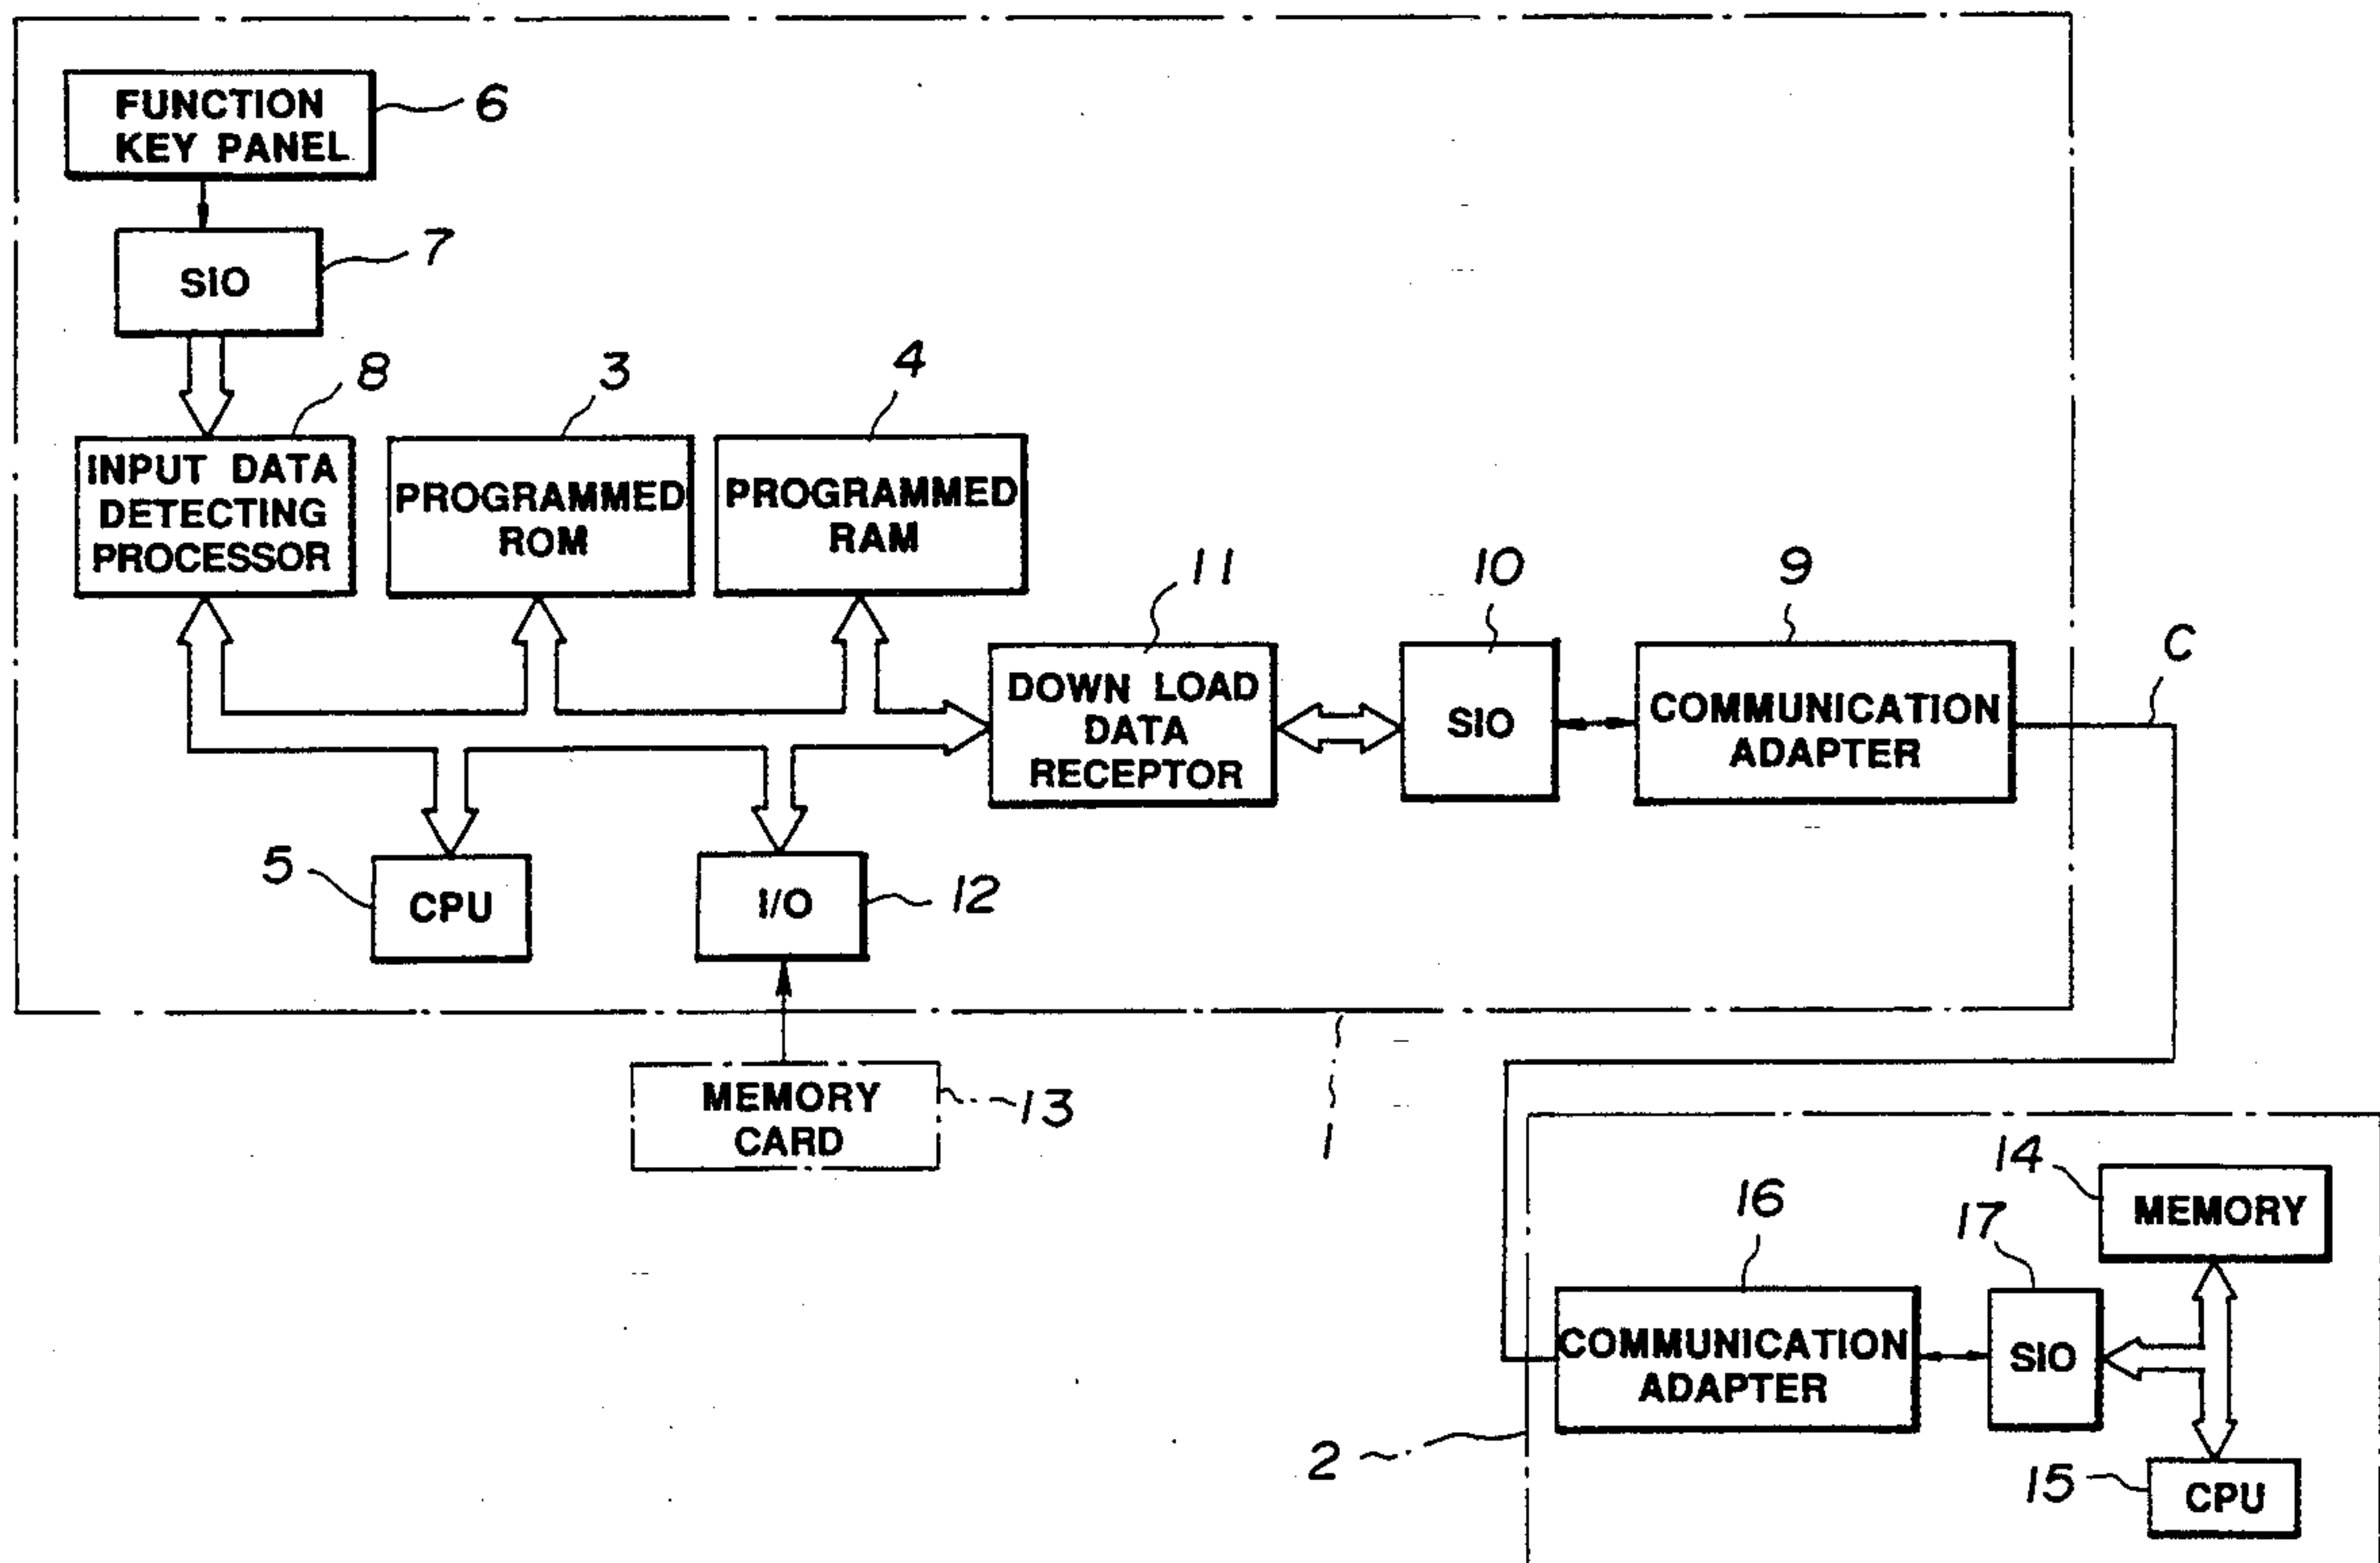 FUNCTION
KEY PANEL
6
SIO
7
8
3
4
INPUT DATA
DETECTING
PROCESSOR
PROGRAMMED
ROM
PROGRAMMED
RAM
11
10
9
DOWN LOAD
DATA
RECEPTOR
SIO
COMMUNICATION
ADAPTER
C
5
CPU
I/O
12
MEMORY
CARD
13
1
14
MEMORY
16
17
COMMUNICATION
ADAPTER
SIO
2
15
CPU